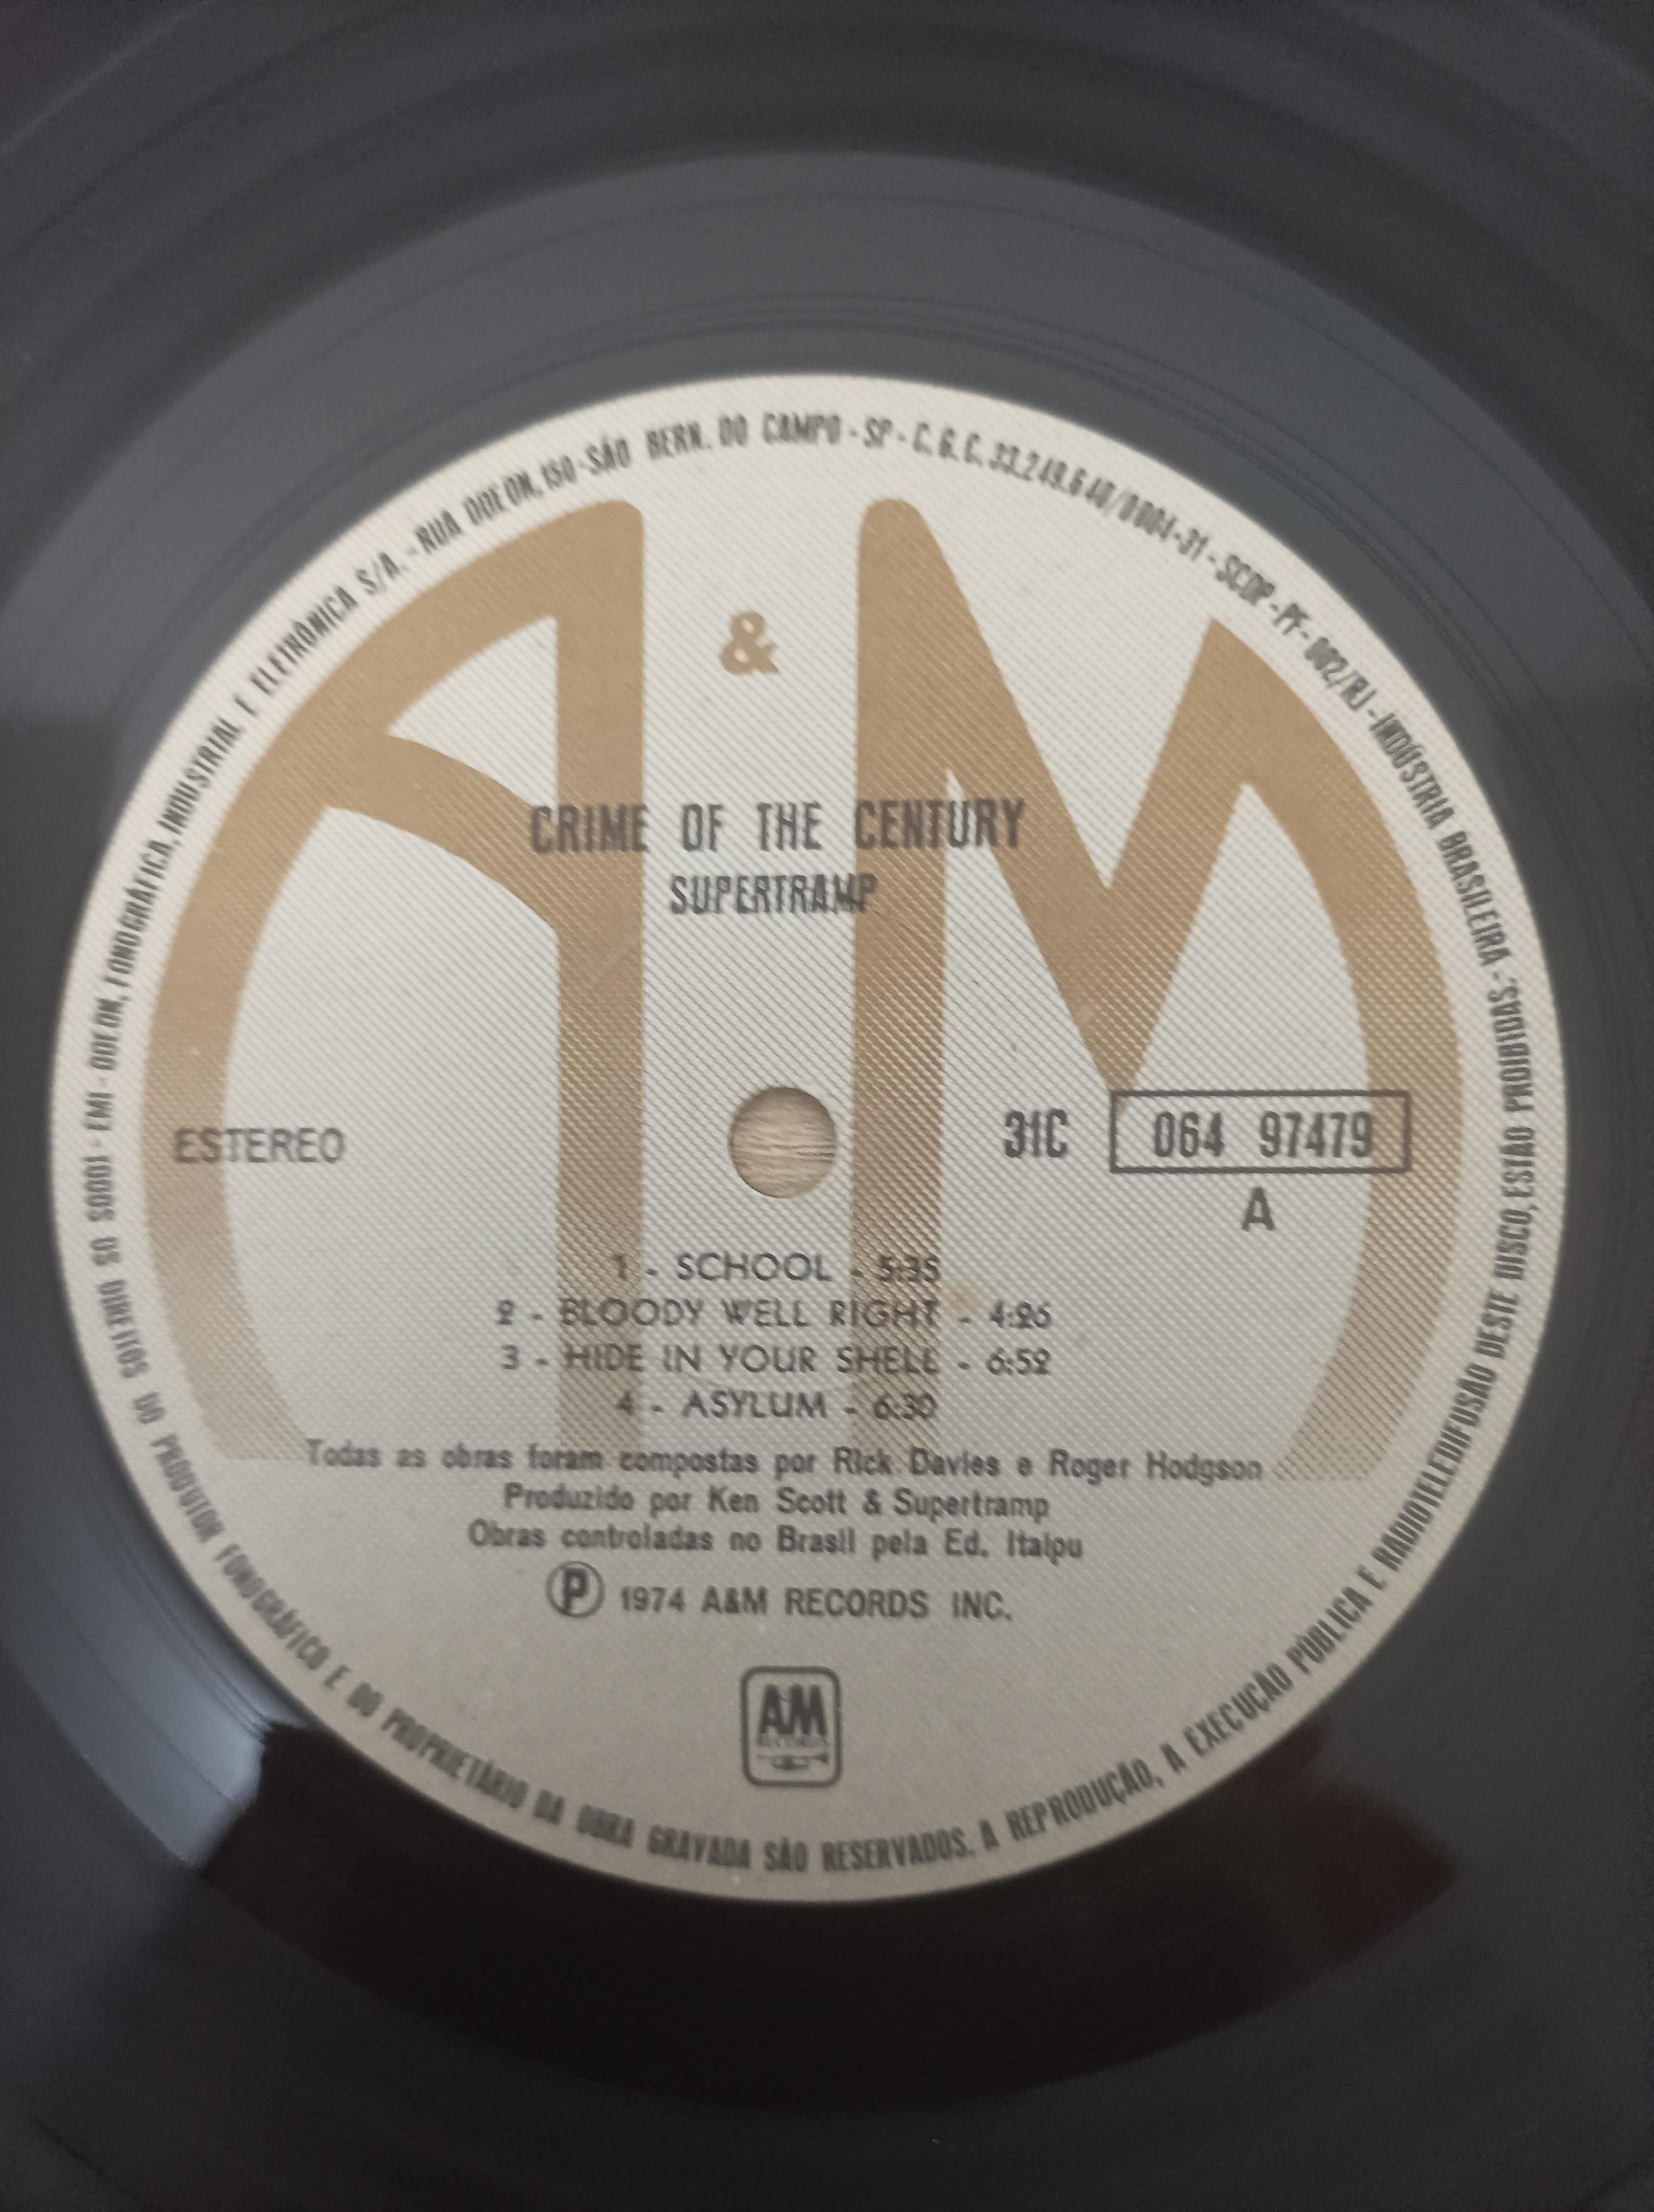 TODOS OS DIREITOS DO PRODUTOR FONOGRÁFICO E DO PROPRIETÁRIO DA OBRA GRAVADA SÃO RESERVADOS. A REPRODUÇÃO, A EXECUÇÃO PÚBLICA E RADIOTELEDIFUSÃO DESTE DISCO, ESTÃO PROIBIDAS.
EMI - ODEON, FONOGRÁFICA, INDUSTRIAL E ELETRÔNICA S/A. - RUA ODEON, 150 - SÃO BERN. DO CAMPO - SP - C.G.C. 33.249.640/0004-31 - SCDP - PF - 002/RJ - INDÚSTRIA BRASILEIRA -
A & M
CRIME OF THE CENTURY
SUPERTRAMP
ESTEREO
31C 064 97479
A
1 - SCHOOL - 5:35
2 - BLOODY WELL RIGHT - 4:26
3 - HIDE IN YOUR SHELL - 6:52
4 - ASYLUM - 6:30
Todas as obras foram compostas por Rick Davies e Roger Hodgson
Produzido por Ken Scott & Supertramp
Obras controladas no Brasil pela Ed. Itaipu
Ⓟ 1974 A&M RECORDS INC.
A&M
RECORDS